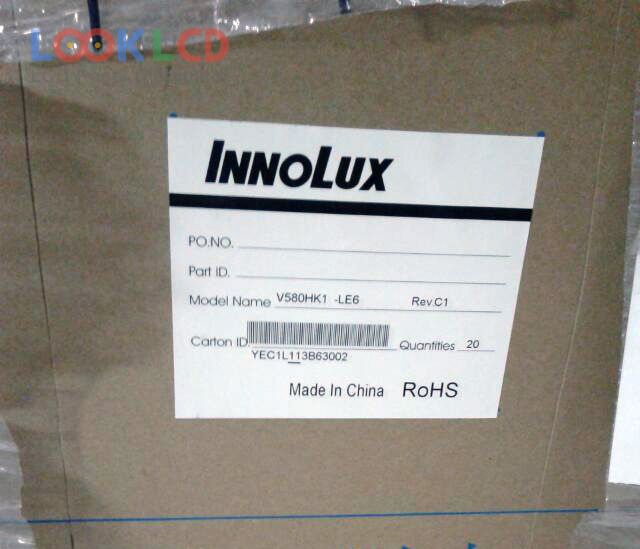 LOOKLCD
INNOLUX
PO.NO.
Part ID.
Model Name V580HK1 -LE6 Rev.C1
Carton ID Quantities 20
YEC1L113B63002
Made In China RoHS